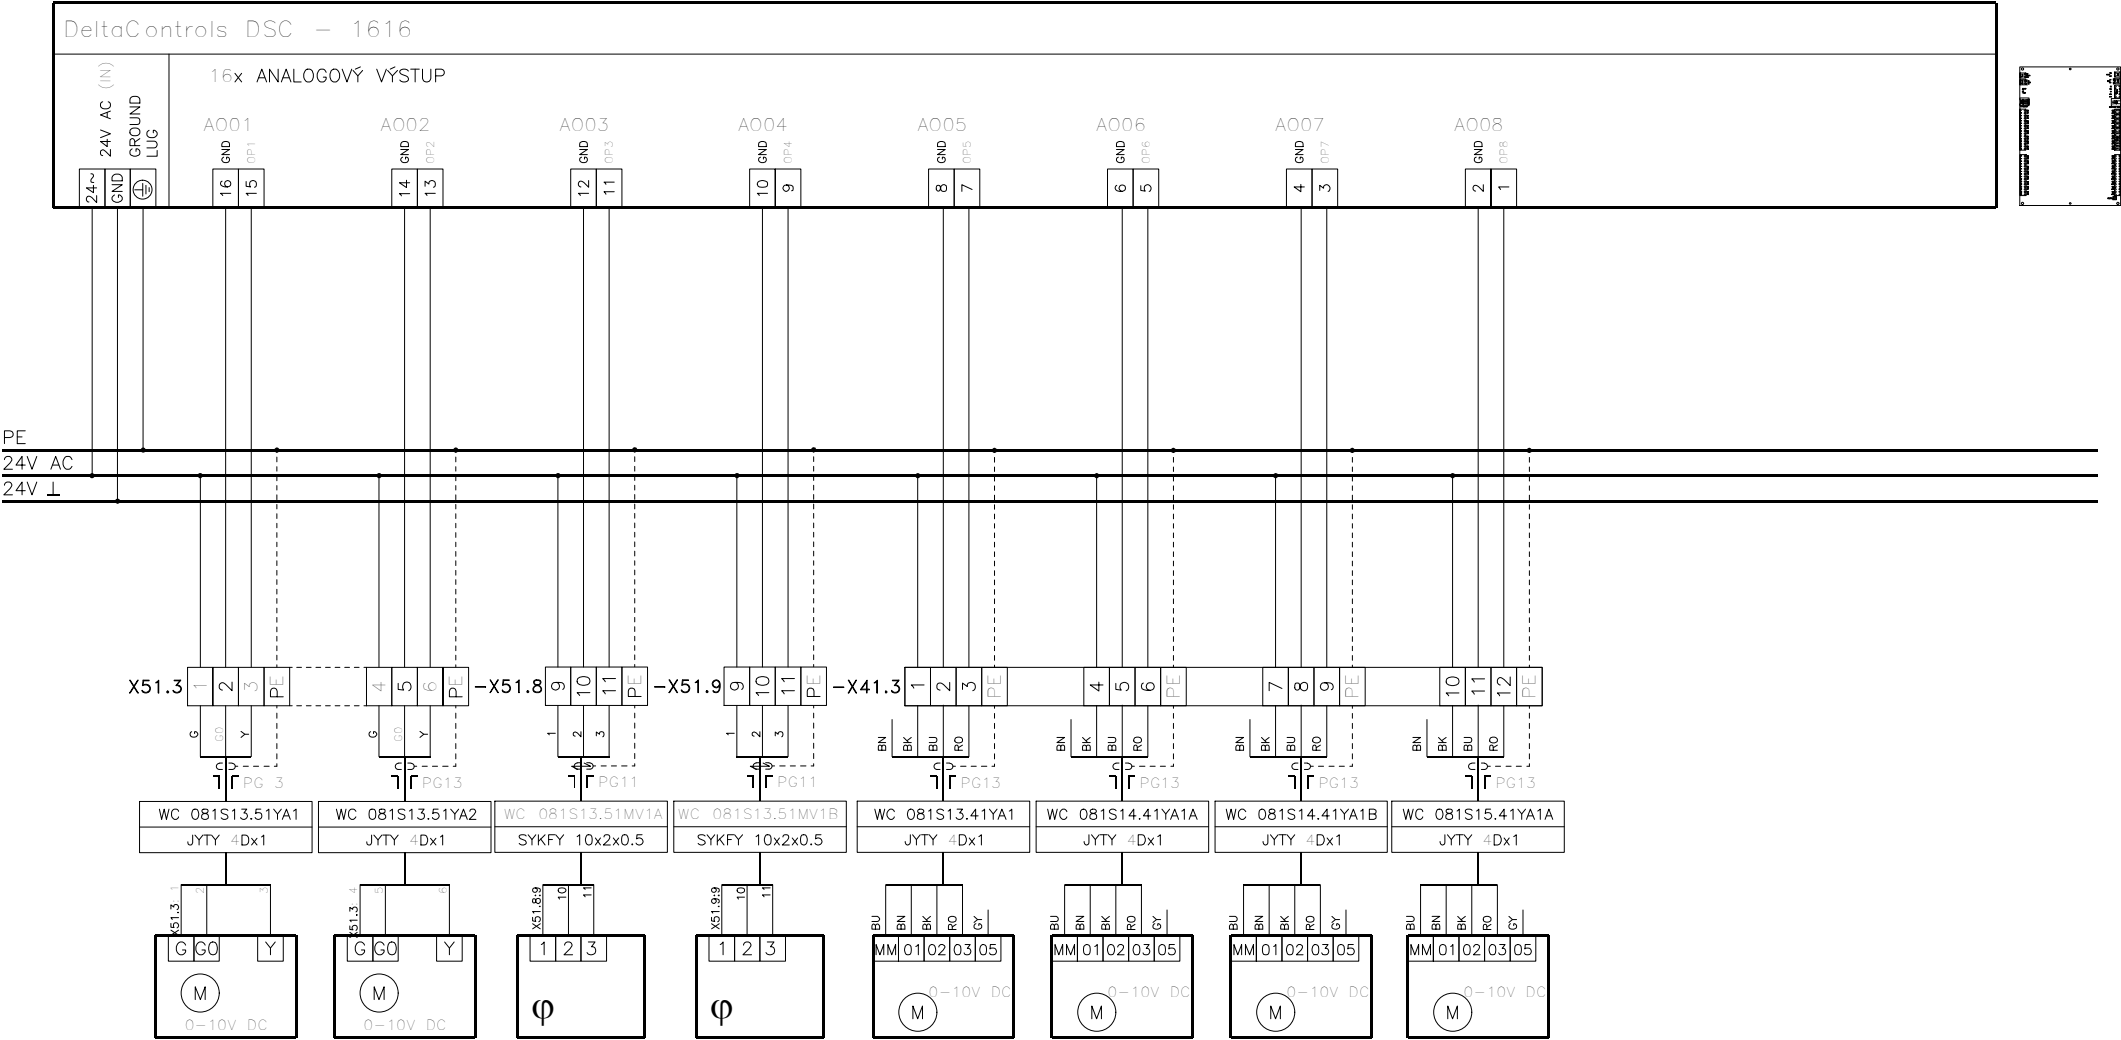 DeltaControls DSC - 1616
24V AC (IN)
GROUND
LUG
16x ANALOGOVÝ VÝSTUP
AO01 AO02 AO03 AO04 AO05 AO06 AO07 AO08
GND OP1 GND OP2 GND OP3 GND OP4 GND OP5 GND OP6 GND OP7 GND OP8
24~ GND 16 15 14 13 12 11 10 9 8 7 6 5 4 3 2 1
PE
24V AC
24V ⊥
X51.3 1 2 3 PE 4 5 6 PE -X51.8 9 10 11 PE -X51.9 9 10 11 PE -X41.3 1 2 3 PE 4 5 6 PE 7 8 9 PE 10 11 12 PE
G G0 Y G G0 Y 1 2 3 1 2 3 BN BK BU RO BN BK BU RO BN BK BU RO BN BK BU RO
PG 3 PG13 PG11 PG11 PG13 PG13 PG13 PG13
WC 081S13.51YA1 WC 081S13.51YA2 WC 081S13.51MV1A WC 081S13.51MV1B WC 081S13.41YA1 WC 081S14.41YA1A WC 081S14.41YA1B WC 081S15.41YA1A
JYTY 4Dx1 JYTY 4Dx1 SYKFY 10x2x0.5 SYKFY 10x2x0.5 JYTY 4Dx1 JYTY 4Dx1 JYTY 4Dx1 JYTY 4Dx1
X51.3 1 2 3 X51.3 4 5 6 X51.8:9 10 11 X51.9:9 10 11 BU BN BK RO GY BU BN BK RO GY BU BN BK RO GY BU BN BK RO GY
G G0 Y G G0 Y 1 2 3 1 2 3 MM 01 02 03 05 MM 01 02 03 05 MM 01 02 03 05 MM 01 02 03 05
M M φ φ M 0-10V DC M 0-10V DC M 0-10V DC M 0-10V DC
0-10V DC 0-10V DC